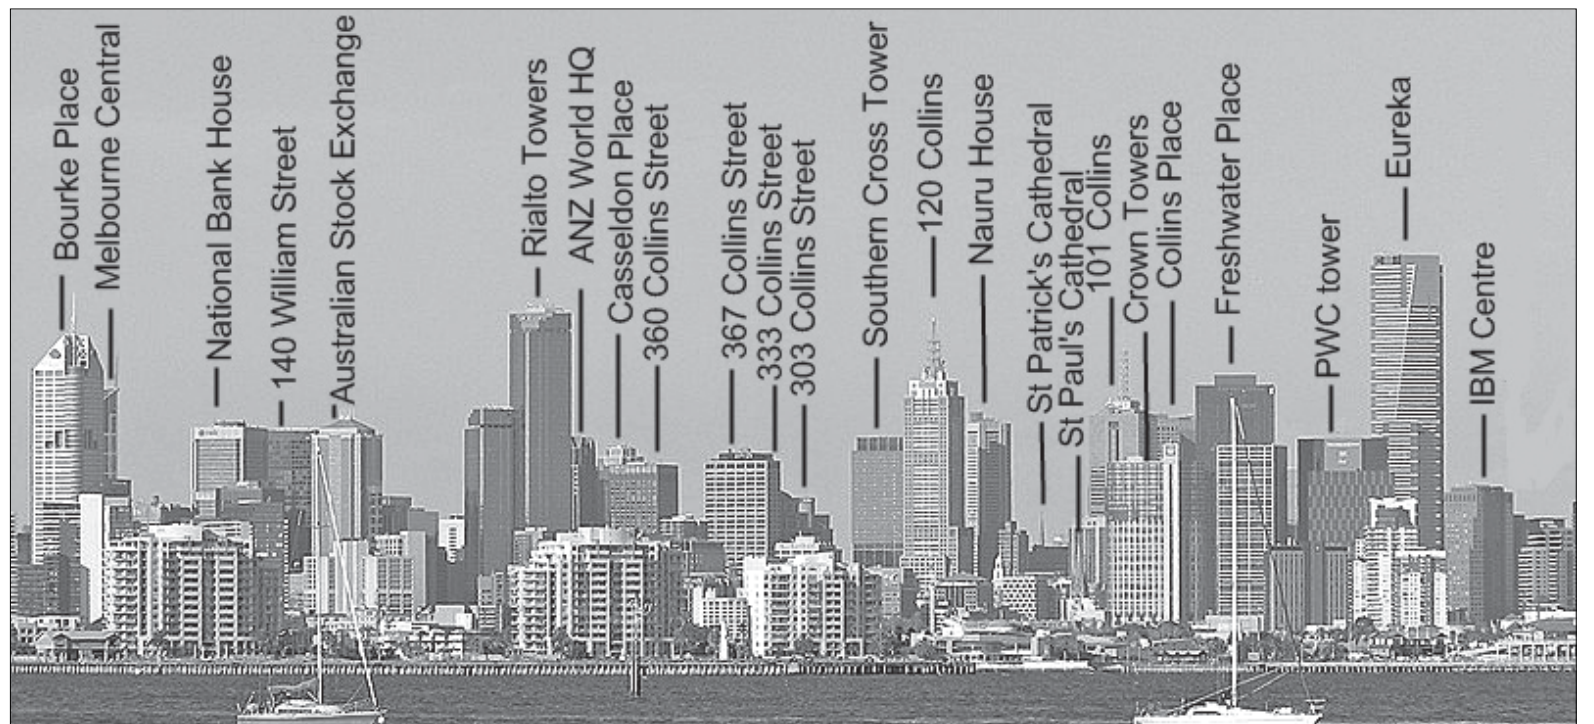 Bourke Place
Melbourne Central
National Bank House
140 William Street
Australian Stock Exchange
Rialto Towers
ANZ World HQ
Casseldon Place
360 Collins Street
367 Collins Street
333 Collins Street
303 Collins Street
Southern Cross Tower
120 Collins
Nauru House
St Patrick's Cathedral
St Paul's Cathedral
101 Collins
Crown Towers
Collins Place
Freshwater Place
PWC tower
Eureka
IBM Centre